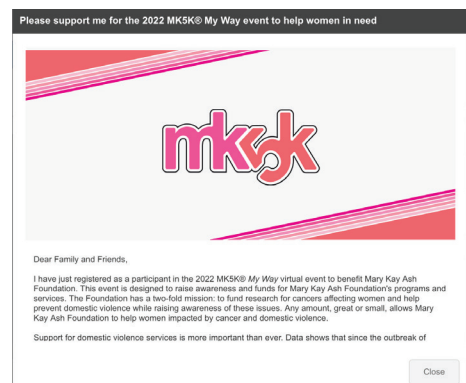 Please support me for the 2022 MK5K® My Way event to help women in need
mk5k
Dear Family and Friends,
I have just registered as a participant in the 2022 MK5K® My Way virtual event to benefit Mary Kay Ash
Foundation. This event is designed to raise awareness and funds for Mary Kay Ash Foundation's programs and
services. The Foundation has a two-fold mission: to fund research for cancers affecting women and help
prevent domestic violence while raising awareness of these issues. Any amount, great or small, allows Mary
Kay Ash Foundation to help women impacted by cancer and domestic violence.
Support for domestic violence services is more important than ever. Data shows that since the outbreak of
Close